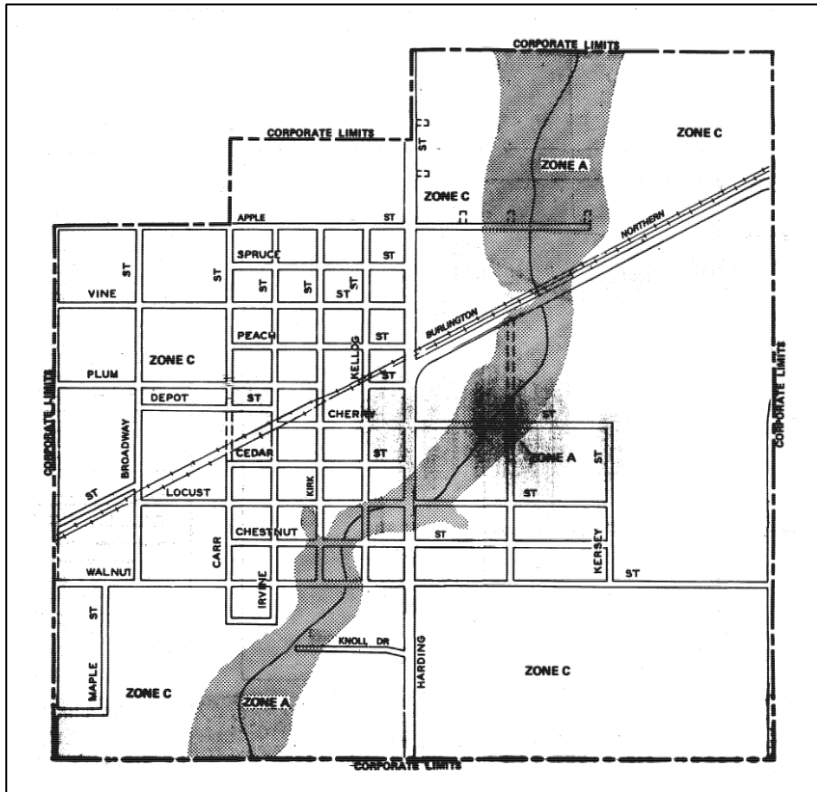 CORPORATE LIMITS
CORPORATE LIMITS
ZONE C
ST
ZONE A
ZONE C
APPLE ST
NORTHERN
SPRUCE ST
ST
ST
ST
ST
ST
VINE ST
BURLINGTON
PEACH ST
KELLOG
ZONE C
PLUM ST
CORPORATE LIMITS
CORPORATE LIMITS
DEPOT ST
CHERRY ST
BROADWAY
CEDAR ST
ZONE A
ST
KIRK
ST
LOCUST ST
CHESTNUT ST
CARR
KERSEY
WALNUT ST
IRVINE
ST
KNOLL DR
MAPLE
HARDING
ZONE C
ZONE C
ZONE A
CORPORATE LIMITS